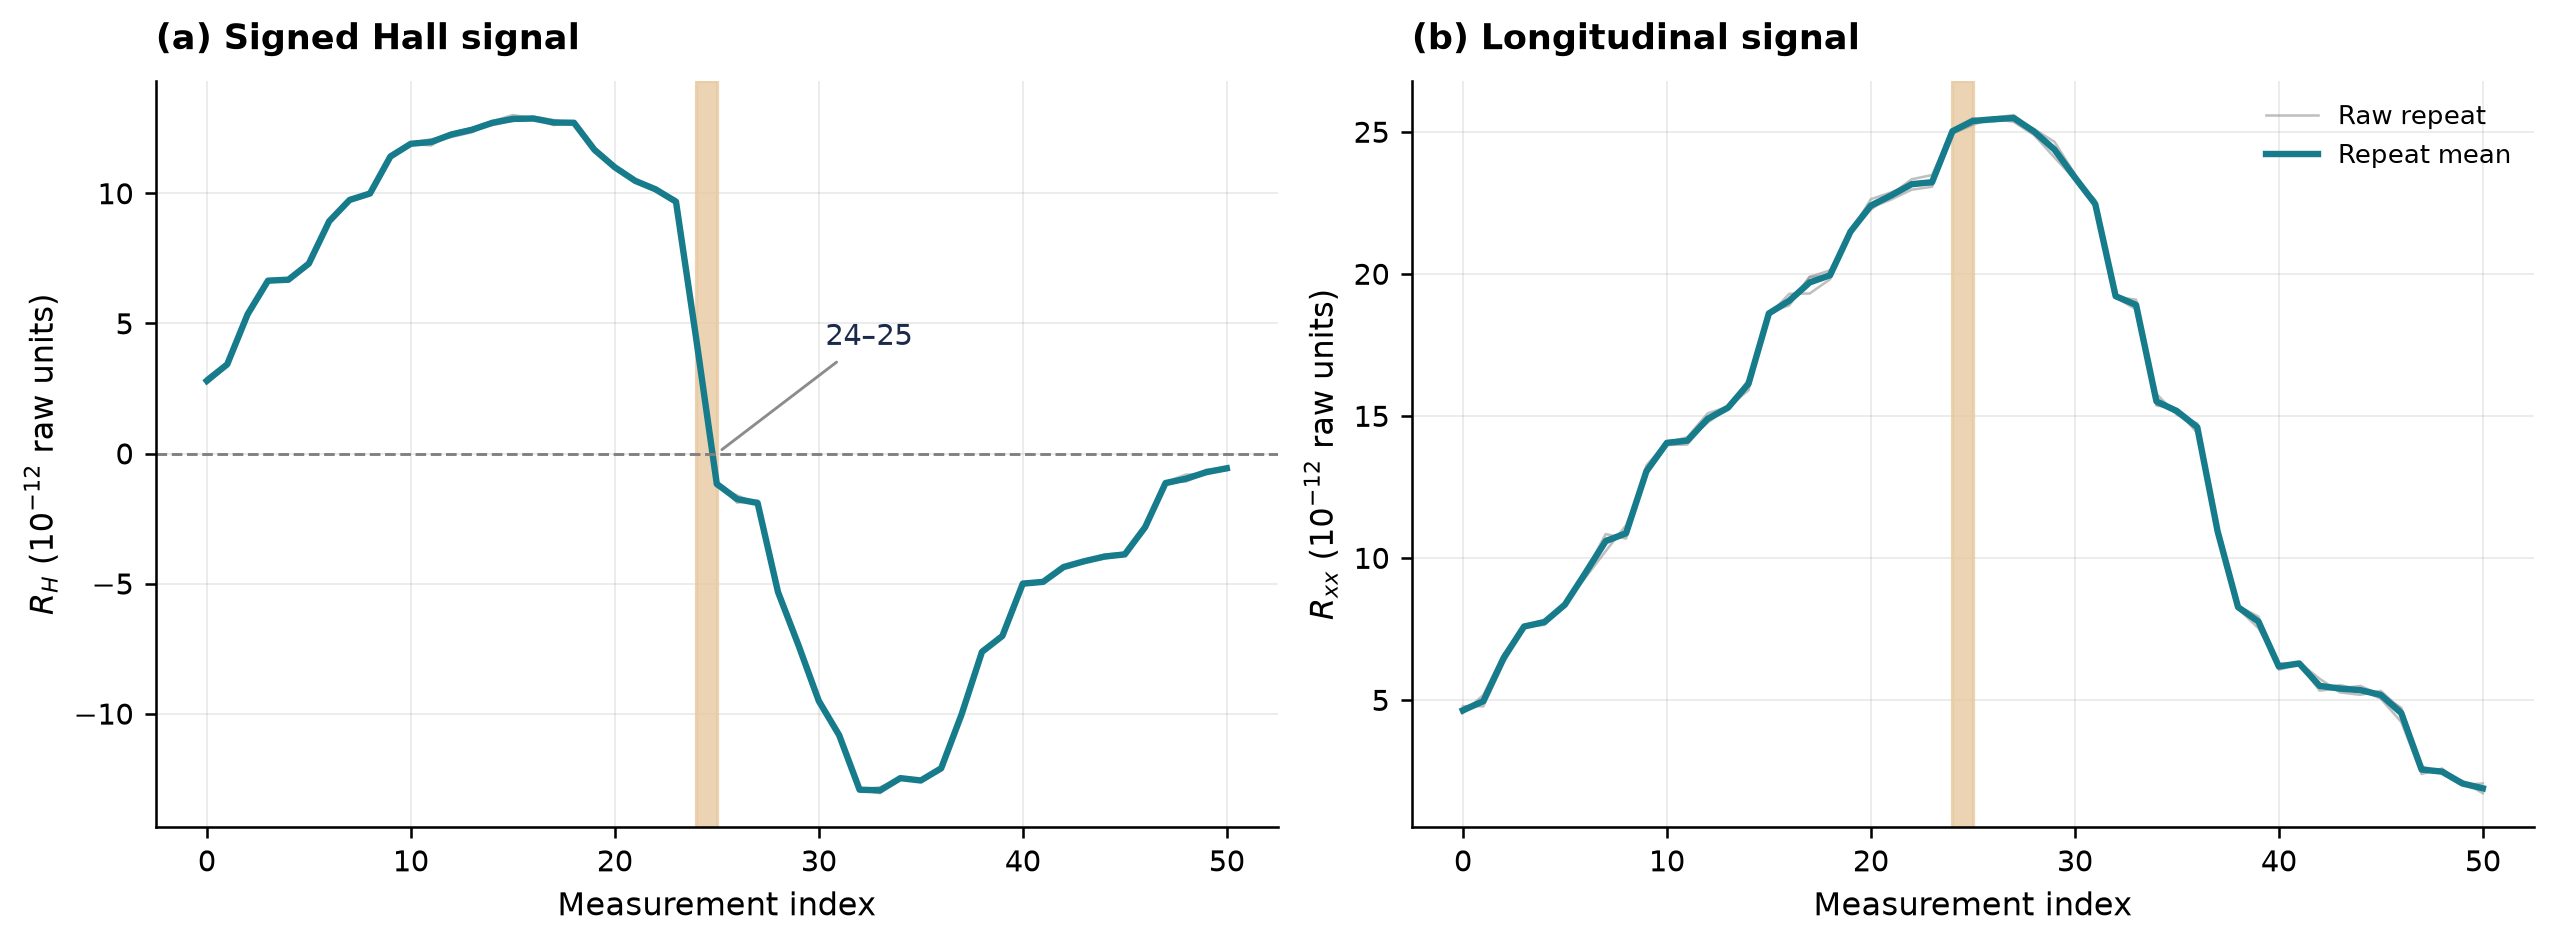 (a) Signed Hall signal
R_H (10⁻¹² raw units)
10
5
0
−5
−10
24–25
0 10 20 30 40 50
Measurement index
(b) Longitudinal signal
R_xx (10⁻¹² raw units)
25
20
15
10
5
Raw repeat
Repeat mean
0 10 20 30 40 50
Measurement index